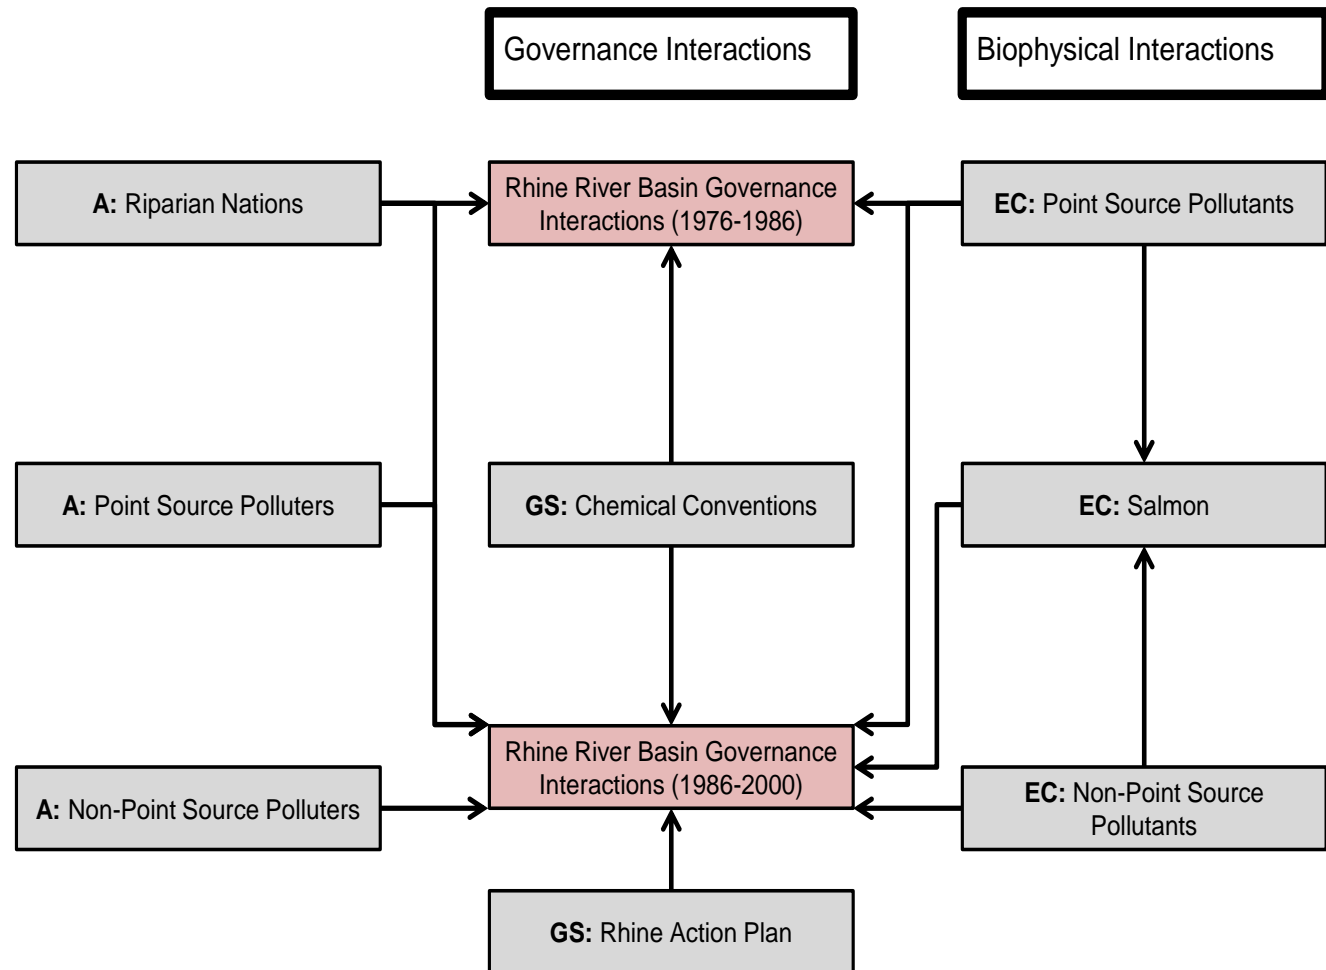 Governance Interactions
Biophysical Interactions
A: Riparian Nations
Rhine River Basin Governance
Interactions (1976-1986)
EC: Point Source Pollutants
A: Point Source Polluters
GS: Chemical Conventions
EC: Salmon
A: Non-Point Source Polluters
Rhine River Basin Governance
Interactions (1986-2000)
EC: Non-Point Source
Pollutants
GS: Rhine Action Plan